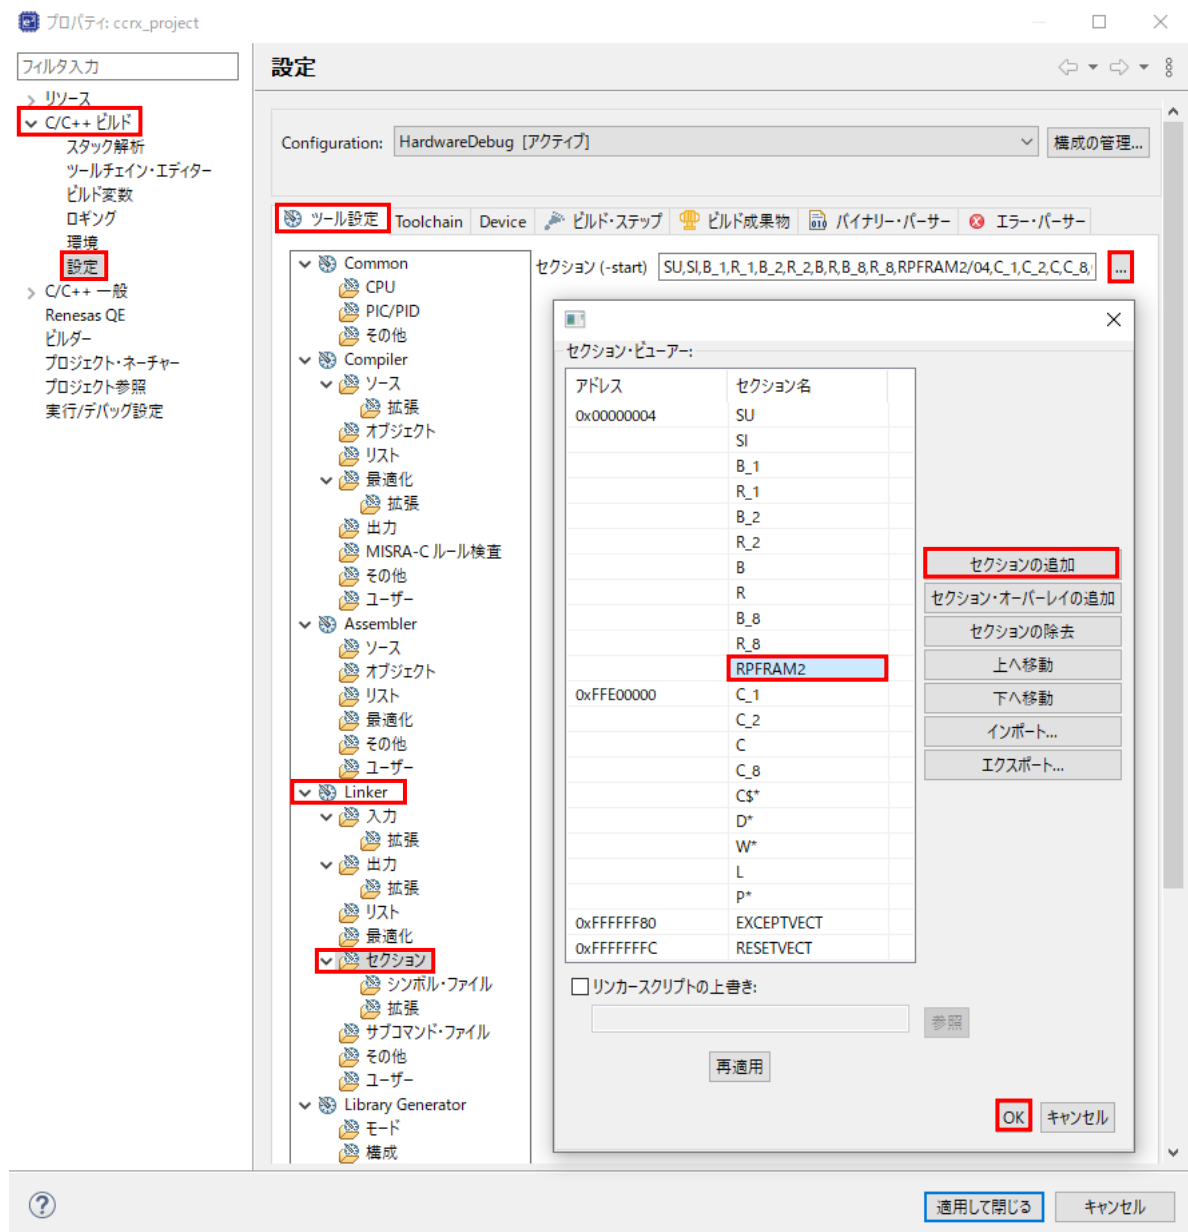 プロパティ: ccrx_project
フィルタ入力
リソース
C/C++ ビルド
スタック解析
ツールチェイン・エディター
ビルド変数
ロギング
環境
設定
C/C++ 一般
Renesas QE
ビルダー
プロジェクト・ネーチャー
プロジェクト参照
実行/デバッグ設定
設定
Configuration: HardwareDebug [アクティブ] 構成の管理...
ツール設定 Toolchain Device ビルド・ステップ ビルド成果物 バイナリー・パーサー エラー・パーサー
Common
CPU
PIC/PID
その他
Compiler
ソース
拡張
オブジェクト
リスト
最適化
拡張
出力
MISRA-C ルール検査
その他
ユーザー
Assembler
ソース
オブジェクト
リスト
最適化
その他
ユーザー
Linker
入力
拡張
出力
拡張
リスト
最適化
セクション
シンボル・ファイル
拡張
サブコマンド・ファイル
その他
ユーザー
Library Generator
モード
構成
セクション (-start) SU,SI,B_1,R_1,B_2,R_2,B,R,B_8,R_8,RPFRAM2/04,C_1,C_2,C,C_8, ...
セクション・ビューアー:
アドレス セクション名
0x00000004 SU
SI
B_1
R_1
B_2
R_2
B
R
B_8
R_8
RPFRAM2
0xFFE00000 C_1
C_2
C
C_8
C$*
D*
W*
L
P*
0xFFFFFF80 EXCEPTVECT
0xFFFFFFFC RESETVECT
セクションの追加
セクション・オーバーレイの追加
セクションの除去
上へ移動
下へ移動
インポート...
エクスポート...
リンカースクリプトの上書き:
参照
再適用
OK キャンセル
適用して閉じる キャンセル